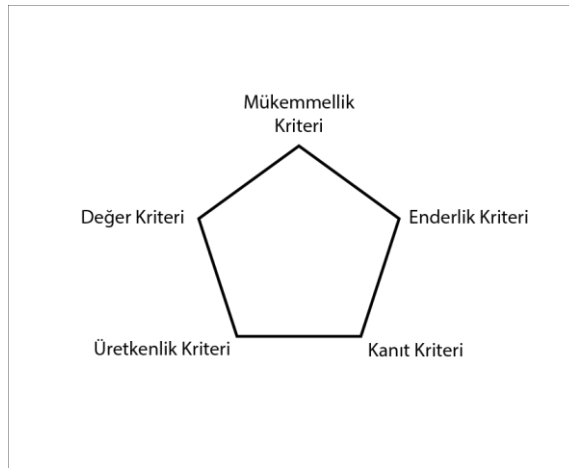 Mükemmellik
Kriteri
Değer Kriteri
Enderlik Kriteri
Üretkenlik Kriteri
Kanıt Kriteri